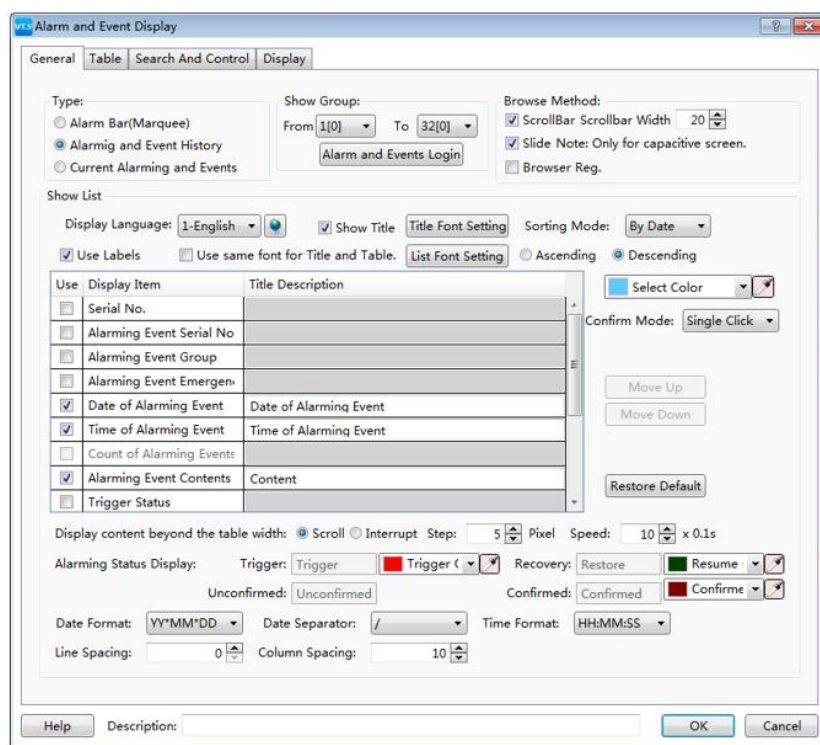 VT.S Alarm and Event Display
General Table Search And Control Display
Type: Show Group: Browse Method:
Alarm Bar(Marquee) From 1[0] To 32[0] ScrollBar Scrollbar Width 20
Alarmig and Event History Slide Note: Only for capacitive screen.
Alarm and Events Login
Current Alarming and Events Browser Reg.
Show List
Display Language: 1-English Show Title Title Font Setting Sorting Mode: By Date
Use Labels Use same font for Title and Table. List Font Setting Ascending Descending
Use Display Item Title Description Select Color
Serial No.
Alarming Event Serial No Confirm Mode: Single Click
Alarming Event Group
Alarming Event Emergen
Move Up
Date of Alarming Event Date of Alarming Event
Move Down
Time of Alarming Event Time of Alarming Event
Count of Alarming Events
Alarming Event Contents Content Restore Default
Trigger Status
Display content beyond the table width: Scroll Interrupt Step: 5 Pixel Speed: 10 x 0.1s
Alarming Status Display: Trigger: Trigger Trigger ( Recovery: Restore Resume
Unconfirmed: Unconfirmed Confirmed: Confirmed Confirme
Date Format: YY*MM*DD Date Separator: / Time Format: HH:MM:SS
Line Spacing: 0 Column Spacing: 10
Help Description: OK Cancel